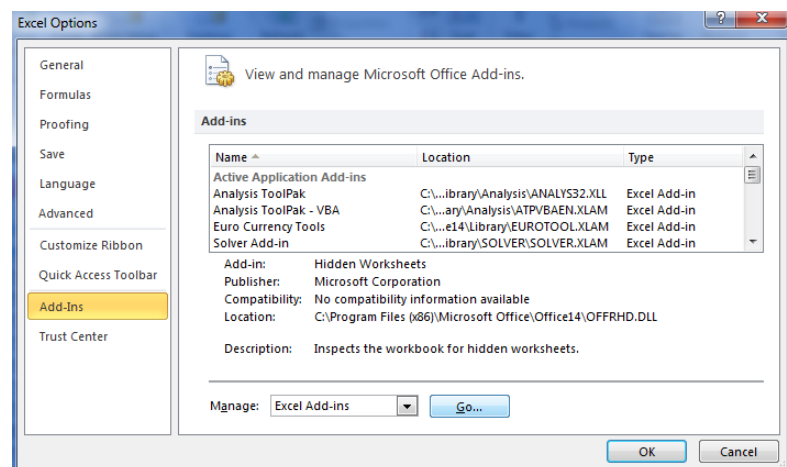 Excel Options
General
Formulas
Proofing
Save
Language
Advanced
Customize Ribbon
Quick Access Toolbar
Add-Ins
Trust Center
View and manage Microsoft Office Add-ins.
Add-ins
Name Location Type
Active Application Add-ins
Analysis ToolPak C:\...ibrary\Analysis\ANALYS32.XLL Excel Add-in
Analysis ToolPak - VBA C:\...ary\Analysis\ATPVBAEN.XLAM Excel Add-in
Euro Currency Tools C:\...e14\Library\EUROTOOL.XLAM Excel Add-in
Solver Add-in C:\...ibrary\SOLVER\SOLVER.XLAM Excel Add-in
Add-in: Hidden Worksheets
Publisher: Microsoft Corporation
Compatibility: No compatibility information available
Location: C:\Program Files (x86)\Microsoft Office\Office14\OFFRHD.DLL
Description: Inspects the workbook for hidden worksheets.
Manage: Excel Add-ins Go...
OK Cancel